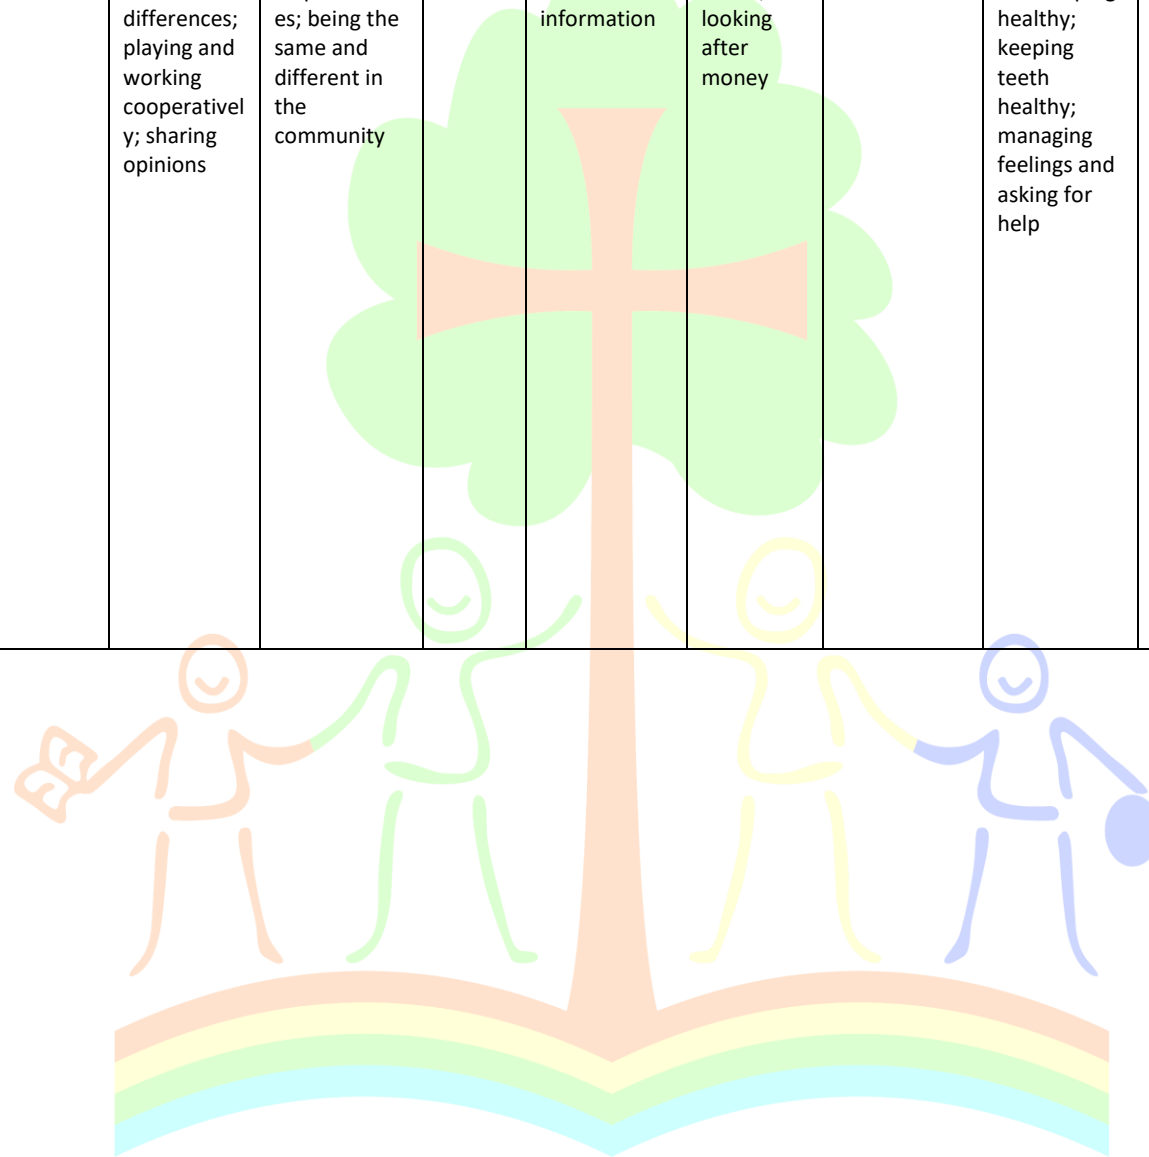 differences;
playing and
working
cooperativel
y; sharing
opinions
es; being the
same and
different in
the
community
information
looking
after
money
healthy;
keeping
teeth
healthy;
managing
feelings and
asking for
help